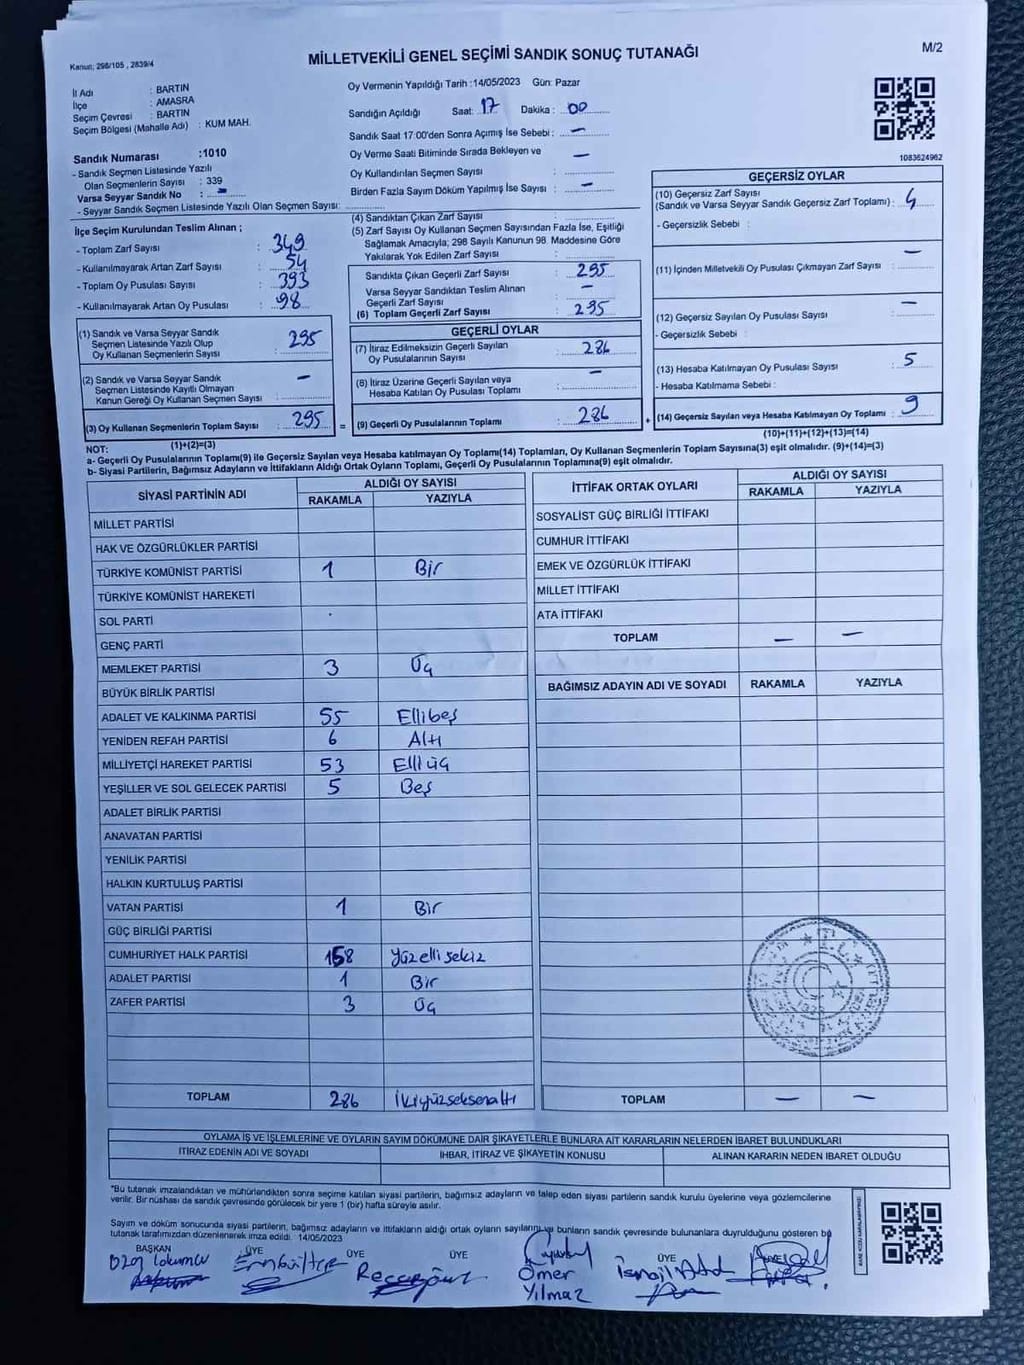 MİLLETVEKİLİ GENEL SEÇİMİ SANDIK SONUÇ TUTANAĞI
M/2
Kanun: 298/105 , 2839/4
İl Adı : BARTIN
İlçe : AMASRA
Seçim Çevresi : BARTIN
Seçim Bölgesi (Mahalle Adı) : KUM MAH.
Sandık Numarası :1010
- Sandık Seçmen Listesinde Yazılı
Olan Seçmenlerin Sayısı : 339
Varsa Seyyar Sandık No : -
- Seyyar Sandık Seçmen Listesinde Yazılı Olan Seçmen Sayısı:
Oy Vermenin Yapıldığı Tarih :14/05/2023 Gün: Pazar
Sandığın Açıldığı Saat: 17 Dakika : 00
Sandık Saat 17:00'den Sonra Açımış İse Sebebi : -
Oy Verme Saati Bitiminde Sırada Bekleyen ve
Oy Kullandırılan Seçmen Sayısı : -
Birden Fazla Sayım Döküm Yapılmış İse Sayısı : -
1083624962
İlçe Seçim Kurulundan Teslim Alınan ;
- Toplam Zarf Sayısı : 349
- Kullanılmayarak Artan Zarf Sayısı : 54
- Toplam Oy Pusulası Sayısı : 393
- Kullanılmayarak Artan Oy Pusulası : 98
(1) Sandık ve Varsa Seyyar Sandık
Seçmen Listesinde Yazılı Olup
Oy Kullanan Seçmenlerin Sayısı : 295
(2) Sandık ve Varsa Seyyar Sandık
Seçmen Listesinde Kayıtlı Olmayan
Kanun Gereği Oy Kullanan Seçmen Sayısı : -
(3) Oy Kullanan Seçmenlerin Toplam Sayısı : 295
(1)+(2)=(3)
(4) Sandıktan Çıkan Zarf Sayısı :
(5) Zarf Sayısı Oy Kullanan Seçmen Sayısından Fazla İse, Eşitliği
Sağlamak Amacıyla; 298 Sayılı Kanunun 98. Maddesine Göre
Yakılarak Yok Edilen Zarf Sayısı :
Sandıkta Çıkan Geçerli Zarf Sayısı : 295
Varsa Seyyar Sandıktan Teslim Alınan
Geçerli Zarf Sayısı : -
(6) Toplam Geçerli Zarf Sayısı : 295
GEÇERLİ OYLAR
(7) İtiraz Edilmeksizin Geçerli Sayılan
Oy Pusulalarının Sayısı : 286
(8) İtiraz Üzerine Geçerli Sayılan veya
Hesaba Katılan Oy Pusulası Toplamı : -
= (9) Geçerli Oy Pusulalarının Toplamı : 286 +
GEÇERSİZ OYLAR
(10) Geçersiz Zarf Sayısı
(Sandık ve Varsa Seyyar Sandık Geçersiz Zarf Toplamı) : 4
- Geçersizlik Sebebi :
(11) İçinden Milletvekili Oy Pusulası Çıkmayan Zarf Sayısı : -
(12) Geçersiz Sayılan Oy Pusulası Sayısı : -
- Geçersizlik Sebebi :
(13) Hesaba Katılmayan Oy Pusulası Sayısı : 5
- Hesaba Katılmama Sebebi :
(14) Geçersiz Sayılan veya Hesaba Katılmayan Oy Toplamı : 9
(10)+(11)+(12)+(13)=(14)
NOT:
a- Geçerli Oy Pusulalarının Toplamı(9) ile Geçersiz Sayılan veya Hesaba katılmayan Oy Toplamı(14) Toplamları, Oy Kullanan Seçmenlerin Toplam Sayısına(3) eşit olmalıdır. (9)+(14)=(3)
b- Siyasi Partilerin, Bağımsız Adayların ve İttifakların Aldığı Ortak Oyların Toplamı, Geçerli Oy Pusulalarının Toplamına(9) eşit olmalıdır.
SİYASİ PARTİNİN ADI ALDIĞI OY SAYISI
RAKAMLA YAZIYLA
MİLLET PARTİSİ
HAK VE ÖZGÜRLÜKLER PARTİSİ
TÜRKİYE KOMÜNİST PARTİSİ 1 Bir
TÜRKİYE KOMÜNİST HAREKETİ
SOL PARTİ
GENÇ PARTİ
MEMLEKET PARTİSİ 3 Üç
BÜYÜK BİRLİK PARTİSİ
ADALET VE KALKINMA PARTİSİ 55 Ellibeş
YENİDEN REFAH PARTİSİ 6 Altı
MİLLİYETÇİ HAREKET PARTİSİ 53 Elliüç
YEŞİLLER VE SOL GELECEK PARTİSİ 5 Beş
ADALET BİRLİK PARTİSİ
ANAVATAN PARTİSİ
YENİLİK PARTİSİ
HALKIN KURTULUŞ PARTİSİ
VATAN PARTİSİ 1 Bir
GÜÇ BİRLİĞİ PARTİSİ
CUMHURİYET HALK PARTİSİ 158 Yüzellisekiz
ADALET PARTİSİ 1 Bir
ZAFER PARTİSİ 3 Üç
TOPLAM 286 İkiyüzseksenaltı
İTTİFAK ORTAK OYLARI ALDIĞI OY SAYISI
RAKAMLA YAZIYLA
SOSYALİST GÜÇ BİRLİĞİ İTTİFAKI
CUMHUR İTTİFAKI
EMEK VE ÖZGÜRLÜK İTTİFAKI
MİLLET İTTİFAKI
ATA İTTİFAKI
TOPLAM - -
BAĞIMSIZ ADAYIN ADI VE SOYADI RAKAMLA YAZIYLA
T.C.
TOPLAM - -
OYLAMA İŞ VE İŞLEMLERİNE VE OYLARIN SAYIM DÖKÜMÜNE DAİR ŞİKAYETLERLE BUNLARA AİT KARARLARIN NELERDEN İBARET BULUNDUKLARI
İTİRAZ EDENİN ADI VE SOYADI İHBAR, İTİRAZ VE ŞİKAYETİN KONUSU ALINAN KARARIN NEDEN İBARET OLDUĞU
"Bu tutanak imzalandıktan ve mühürlendikten sonra seçime katılan siyasi partilerin, bağımsız adayların ve talep eden siyasi partilerin sandık kurulu üyelerine veya gözlemcilerine
verilir. Bir nüshası da sandık çevresinde görülecek bir yere 1 (bir) hafta süreyle asılır.
Sayım ve döküm sonucunda siyasi partilerin, bağımsız adayların ve ittifakların aldığı ortak oyların sayılarını ve bunların sandık çevresinde bulunanlara duyurulduğunu gösteren bu
tutanak tarafımızdan düzenlenerek imza edildi. 14/05/2023
BAŞKAN ÜYE ÜYE ÜYE ÜYE
Ömer
Yılmaz
İsmail